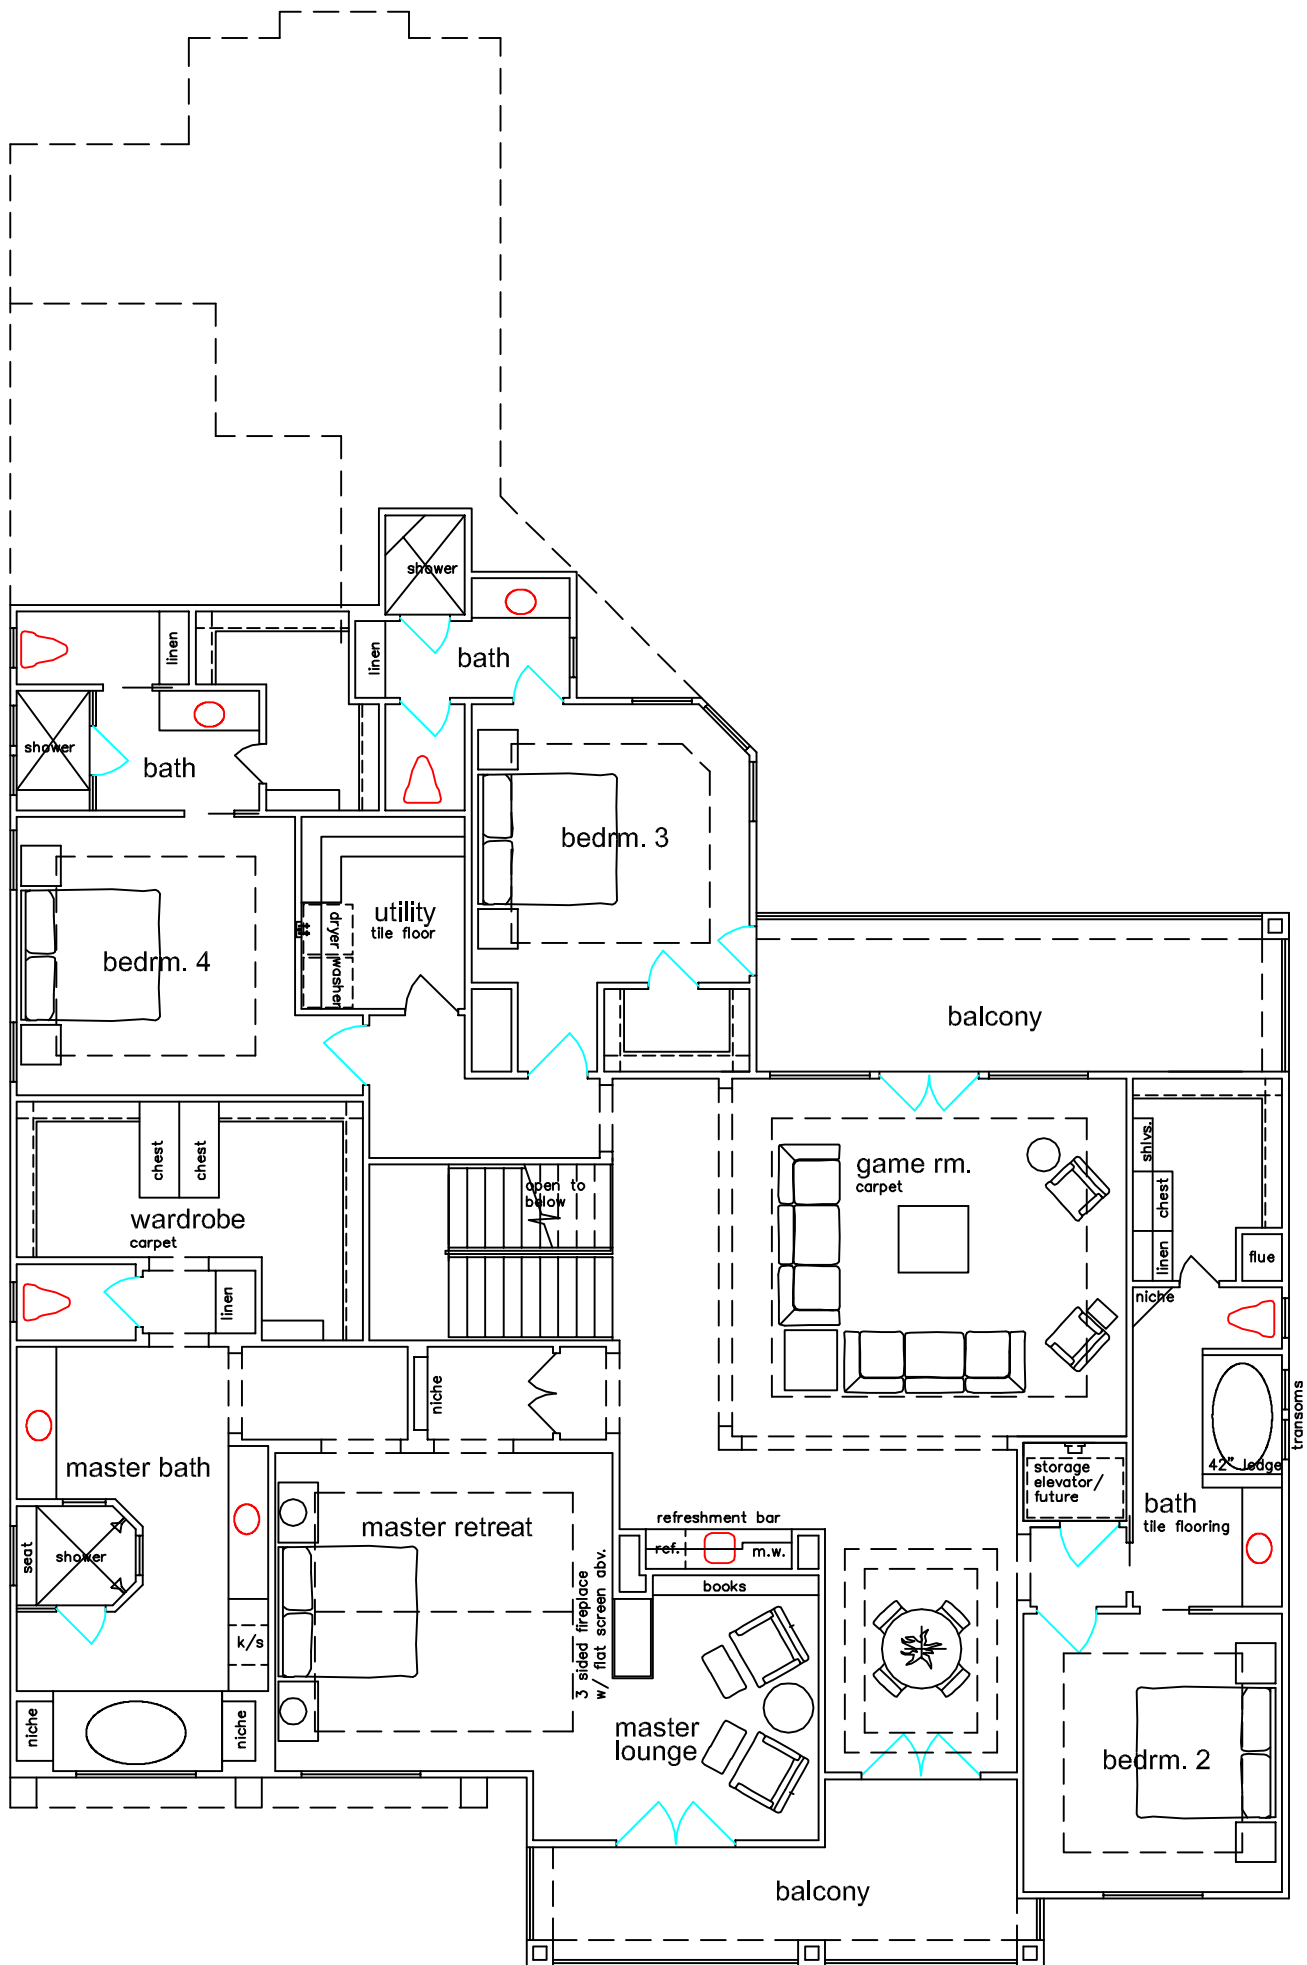 shower
linen
linen
bath
shower
bath
bedrm. 3
utility
tile floor
dryer
washer
bedrm. 4
balcony
chest
chest
shlvs.
game rm.
carpet
open to
below
chest
wardrobe
carpet
linen
flue
linen
niche
niche
transoms
master bath
42" ledge
storage
elevator/
future
bath
tile flooring
master retreat
refreshment bar
ref.
m.w.
seat
shower
books
3 sided fireplace
w/ flat screen abv.
k/s
niche
niche
master
lounge
bedrm. 2
balcony